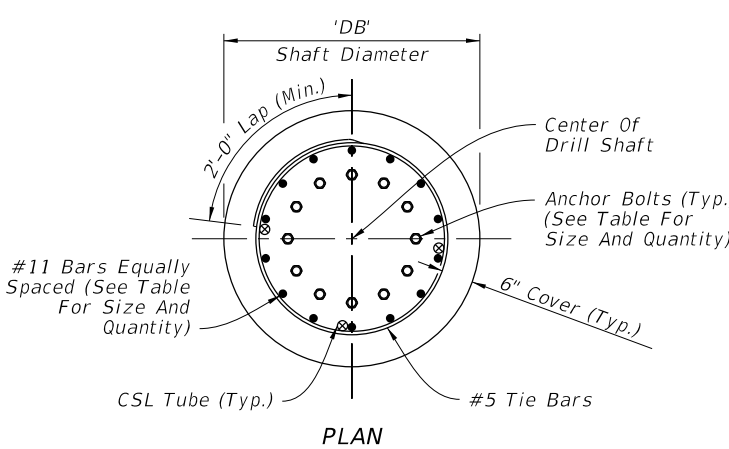 'DB'
Shaft Diameter
2'-0" Lap (Min.)
Center Of
Drill Shaft
Anchor Bolts (Typ.
(See Table For
Size And Quantity)
#11 Bars Equally
Spaced (See Table
For Size And
Quantity)
6" Cover (Typ.)
CSL Tube (Typ.)
#5 Tie Bars
PLAN